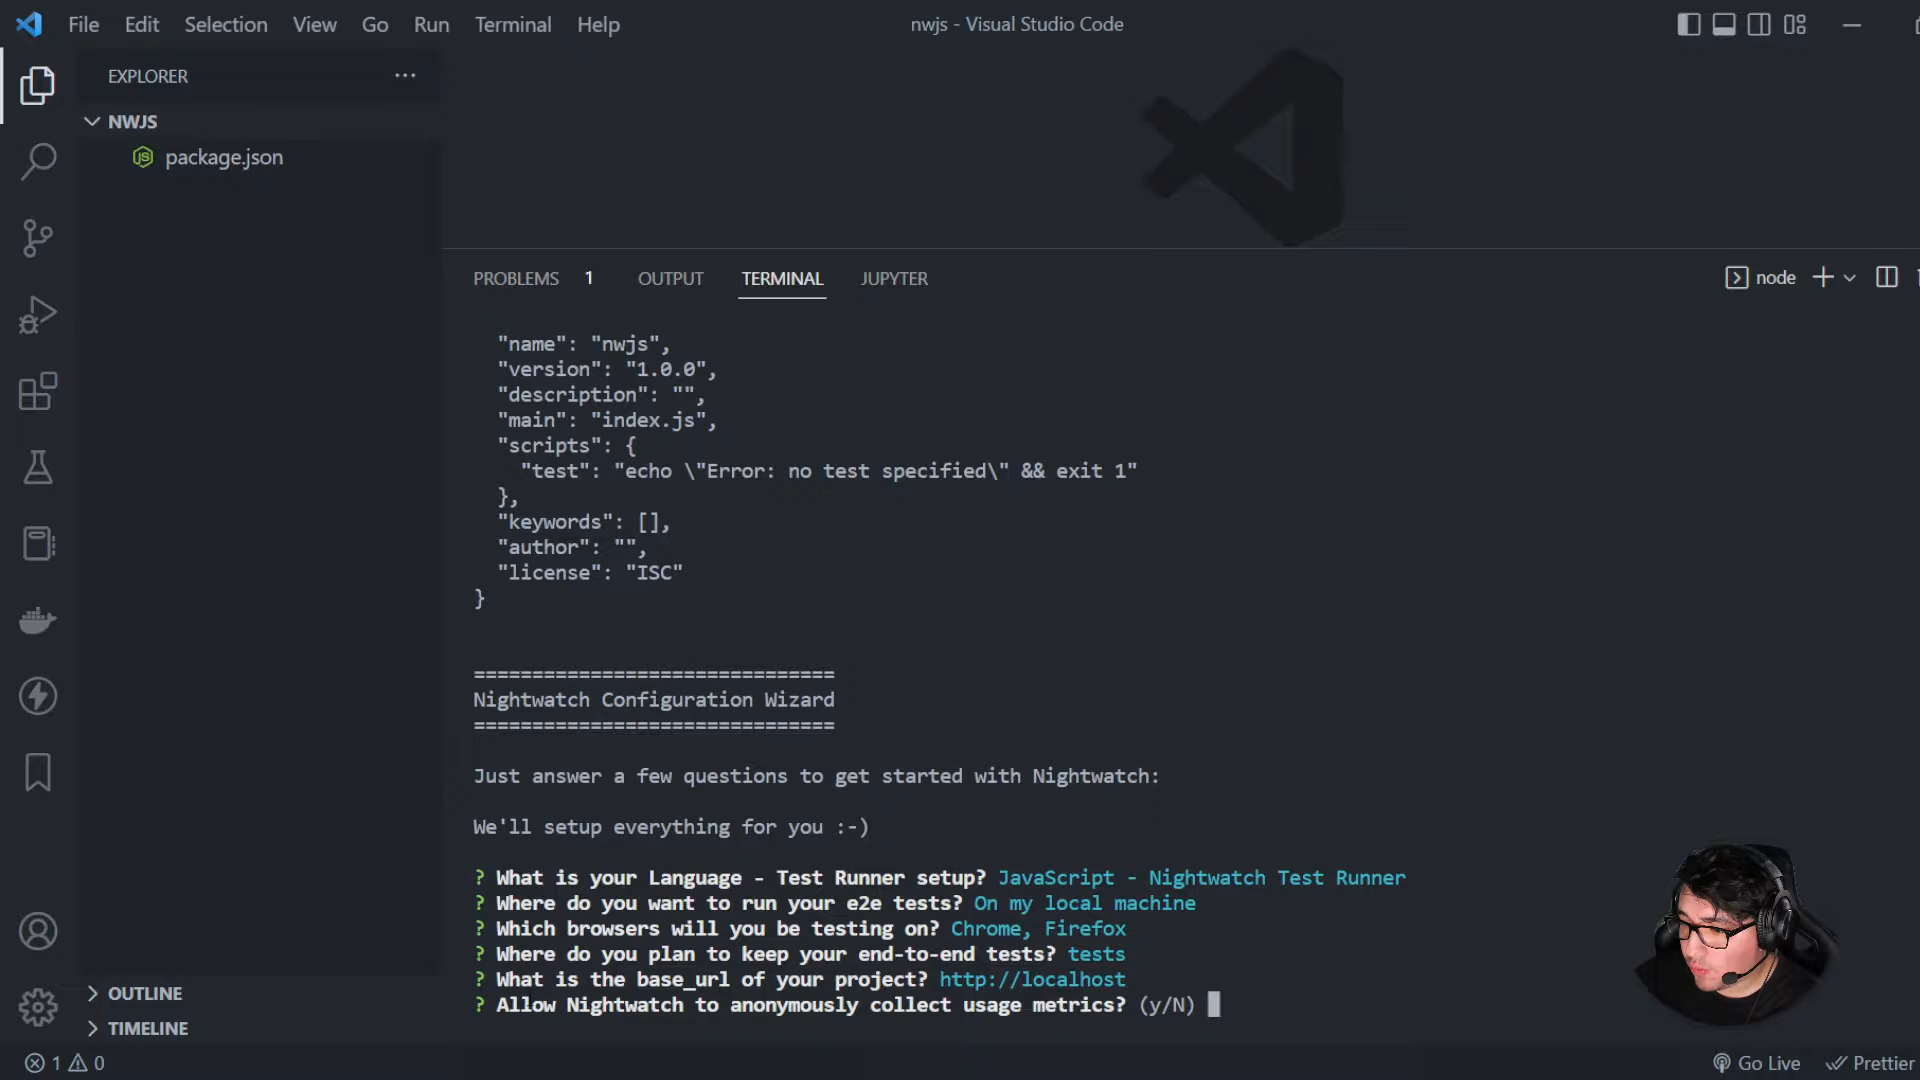 File Edit Selection View Go Run Terminal Help
nwjs - Visual Studio Code
EXPLORER
NWJS
package.json
PROBLEMS 1 OUTPUT TERMINAL JUPYTER
node
"name": "nwjs",
"version": "1.0.0",
"description": "",
"main": "index.js",
"scripts": {
"test": "echo \"Error: no test specified\" && exit 1"
},
"keywords": [],
"author": "",
"license": "ISC"
}
===============================
Nightwatch Configuration Wizard
===============================
Just answer a few questions to get started with Nightwatch:
We'll setup everything for you :-)
? What is your Language - Test Runner setup? JavaScript - Nightwatch Test Runner
? Where do you want to run your e2e tests? On my local machine
? Which browsers will you be testing on? Chrome, Firefox
? Where do you plan to keep your end-to-end tests? tests
? What is the base_url of your project? http://localhost
? Allow Nightwatch to anonymously collect usage metrics? (y/N)
OUTLINE
TIMELINE
1 0
Go Live
Prettier